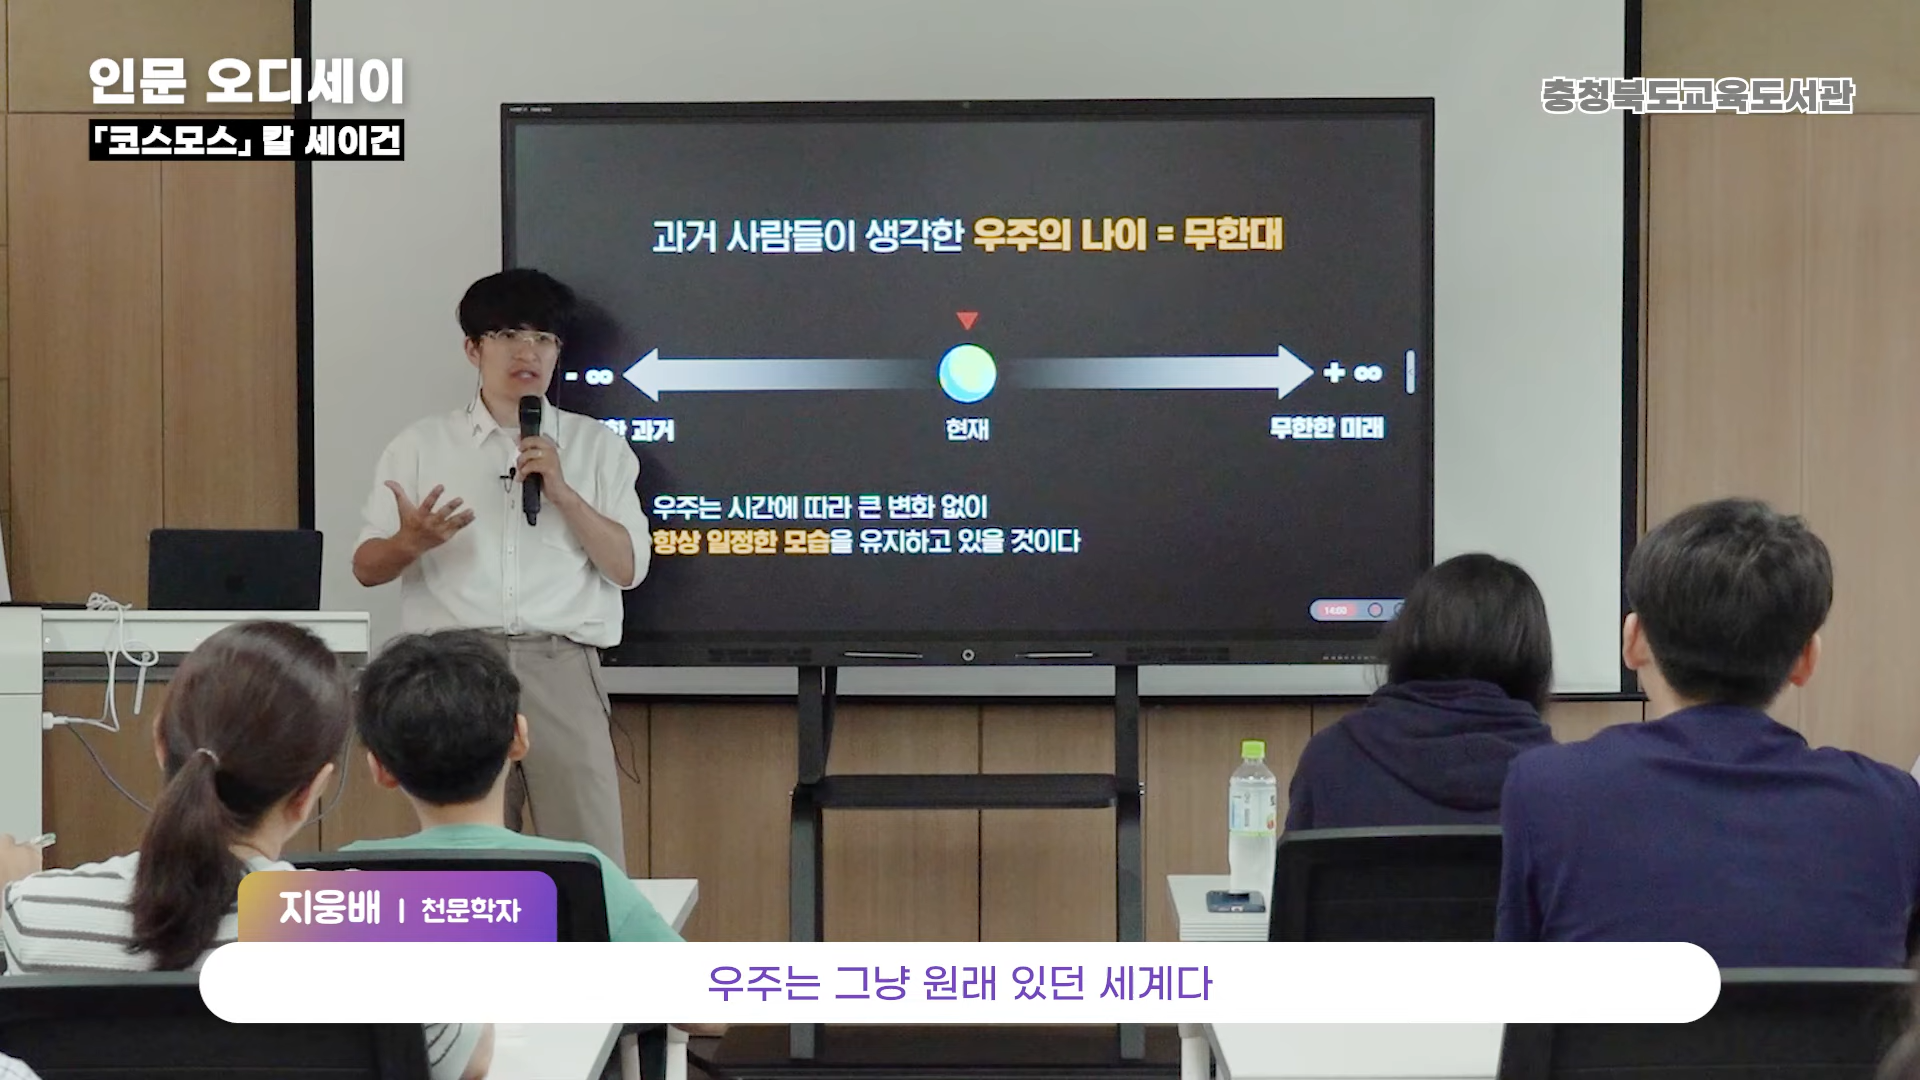 인문 오디세이
「코스모스」 칼 세이건
충청북도교육도서관
과거 사람들이 생각한 우주의 나이 = 무한대
- ∞
+ ∞
과거
현재
무한한 미래
우주는 시간에 따라 큰 변화 없이
항상 일정한 모습을 유지하고 있을 것이다
14:00
지웅배 | 천문학자
우주는 그냥 원래 있던 세계다